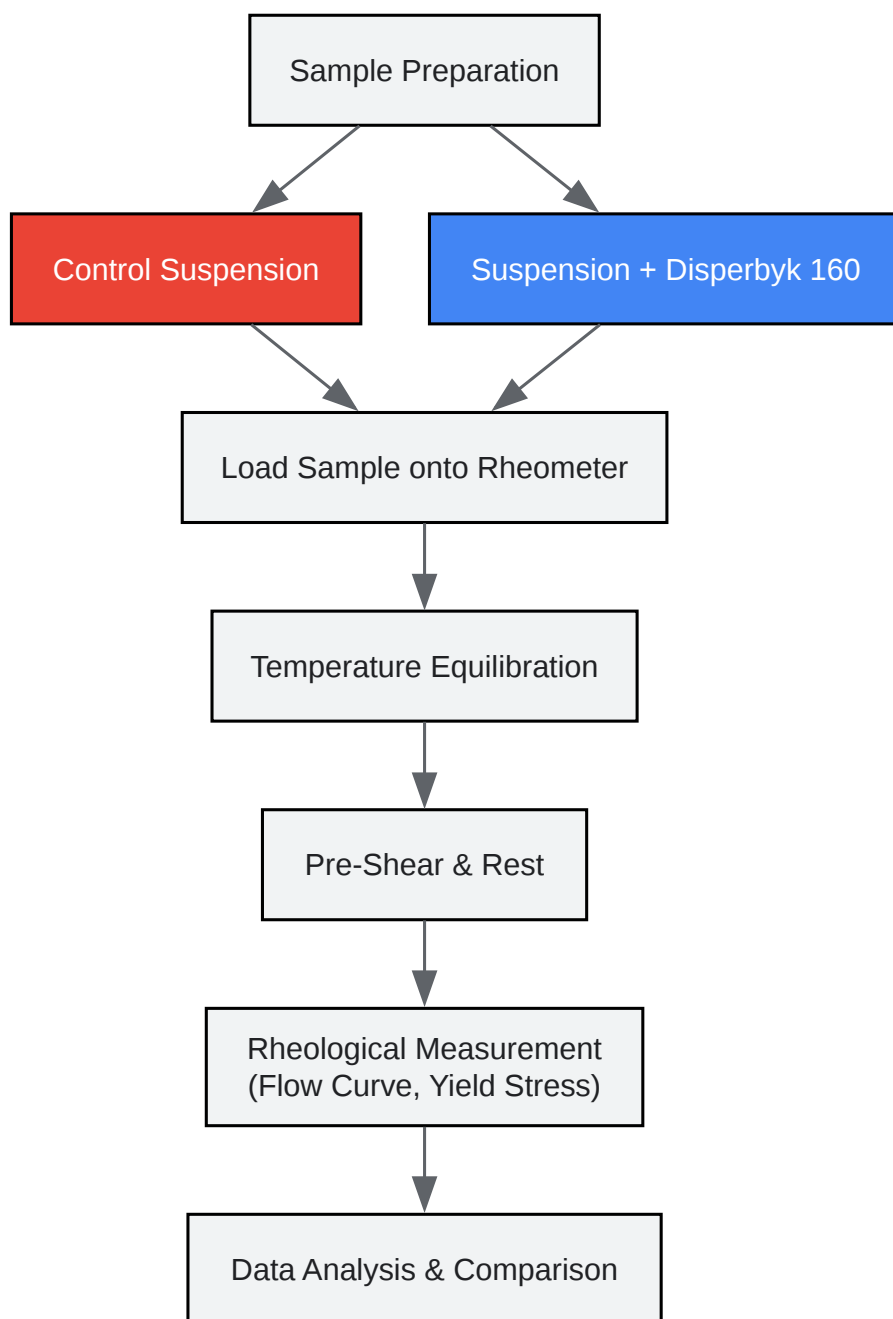 Sample Preparation
Control Suspension
Suspension + Disperbyk 160
Load Sample onto Rheometer
Temperature Equilibration
Pre-Shear & Rest
Rheological Measurement
(Flow Curve, Yield Stress)
Data Analysis & Comparison